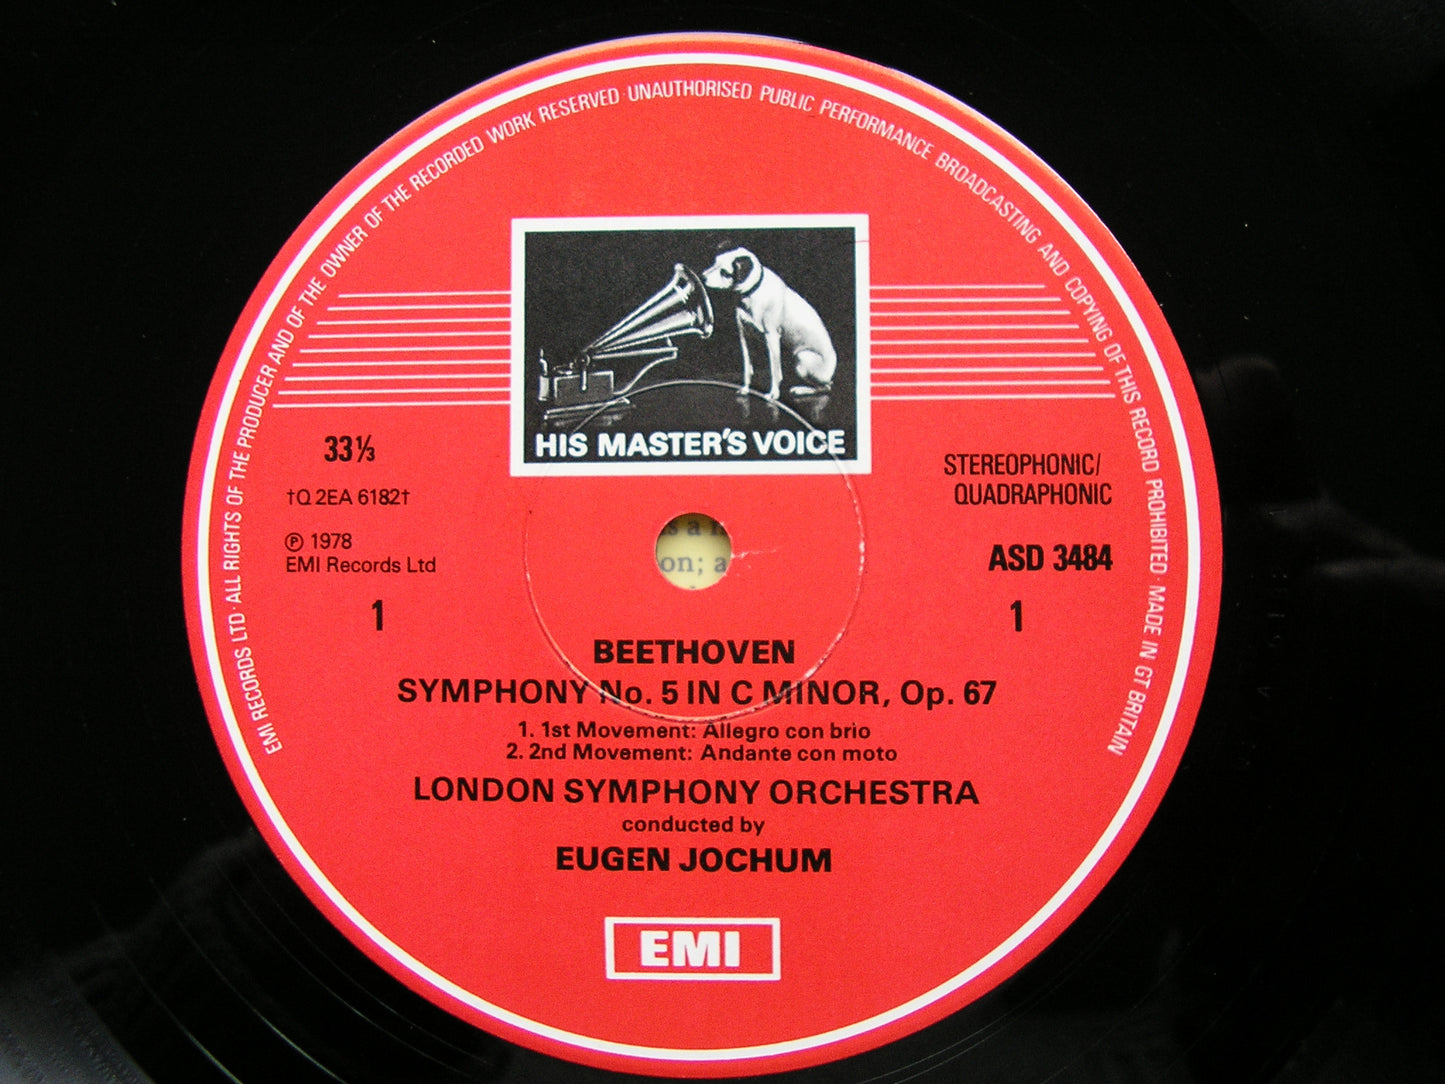 EMI RECORDS LTD · ALL RIGHTS OF THE PRODUCER AND OF THE OWNER OF THE RECORDED WORK RESERVED · UNAUTHORISED PUBLIC PERFORMANCE BROADCASTING AND COPYING OF THIS RECORD PROHIBITED · MADE IN GT BRITAIN
HIS MASTER'S VOICE
33⅓
STEREOPHONIC/
QUADRAPHONIC
†Q 2EA 6182†
Ⓟ 1978
EMI Records Ltd
ASD 3484
1
1
s a
on; a
BEETHOVEN
SYMPHONY No. 5 IN C MINOR, Op. 67
1. 1st Movement: Allegro con brio
2. 2nd Movement: Andante con moto
LONDON SYMPHONY ORCHESTRA
conducted by
EUGEN JOCHUM
EMI